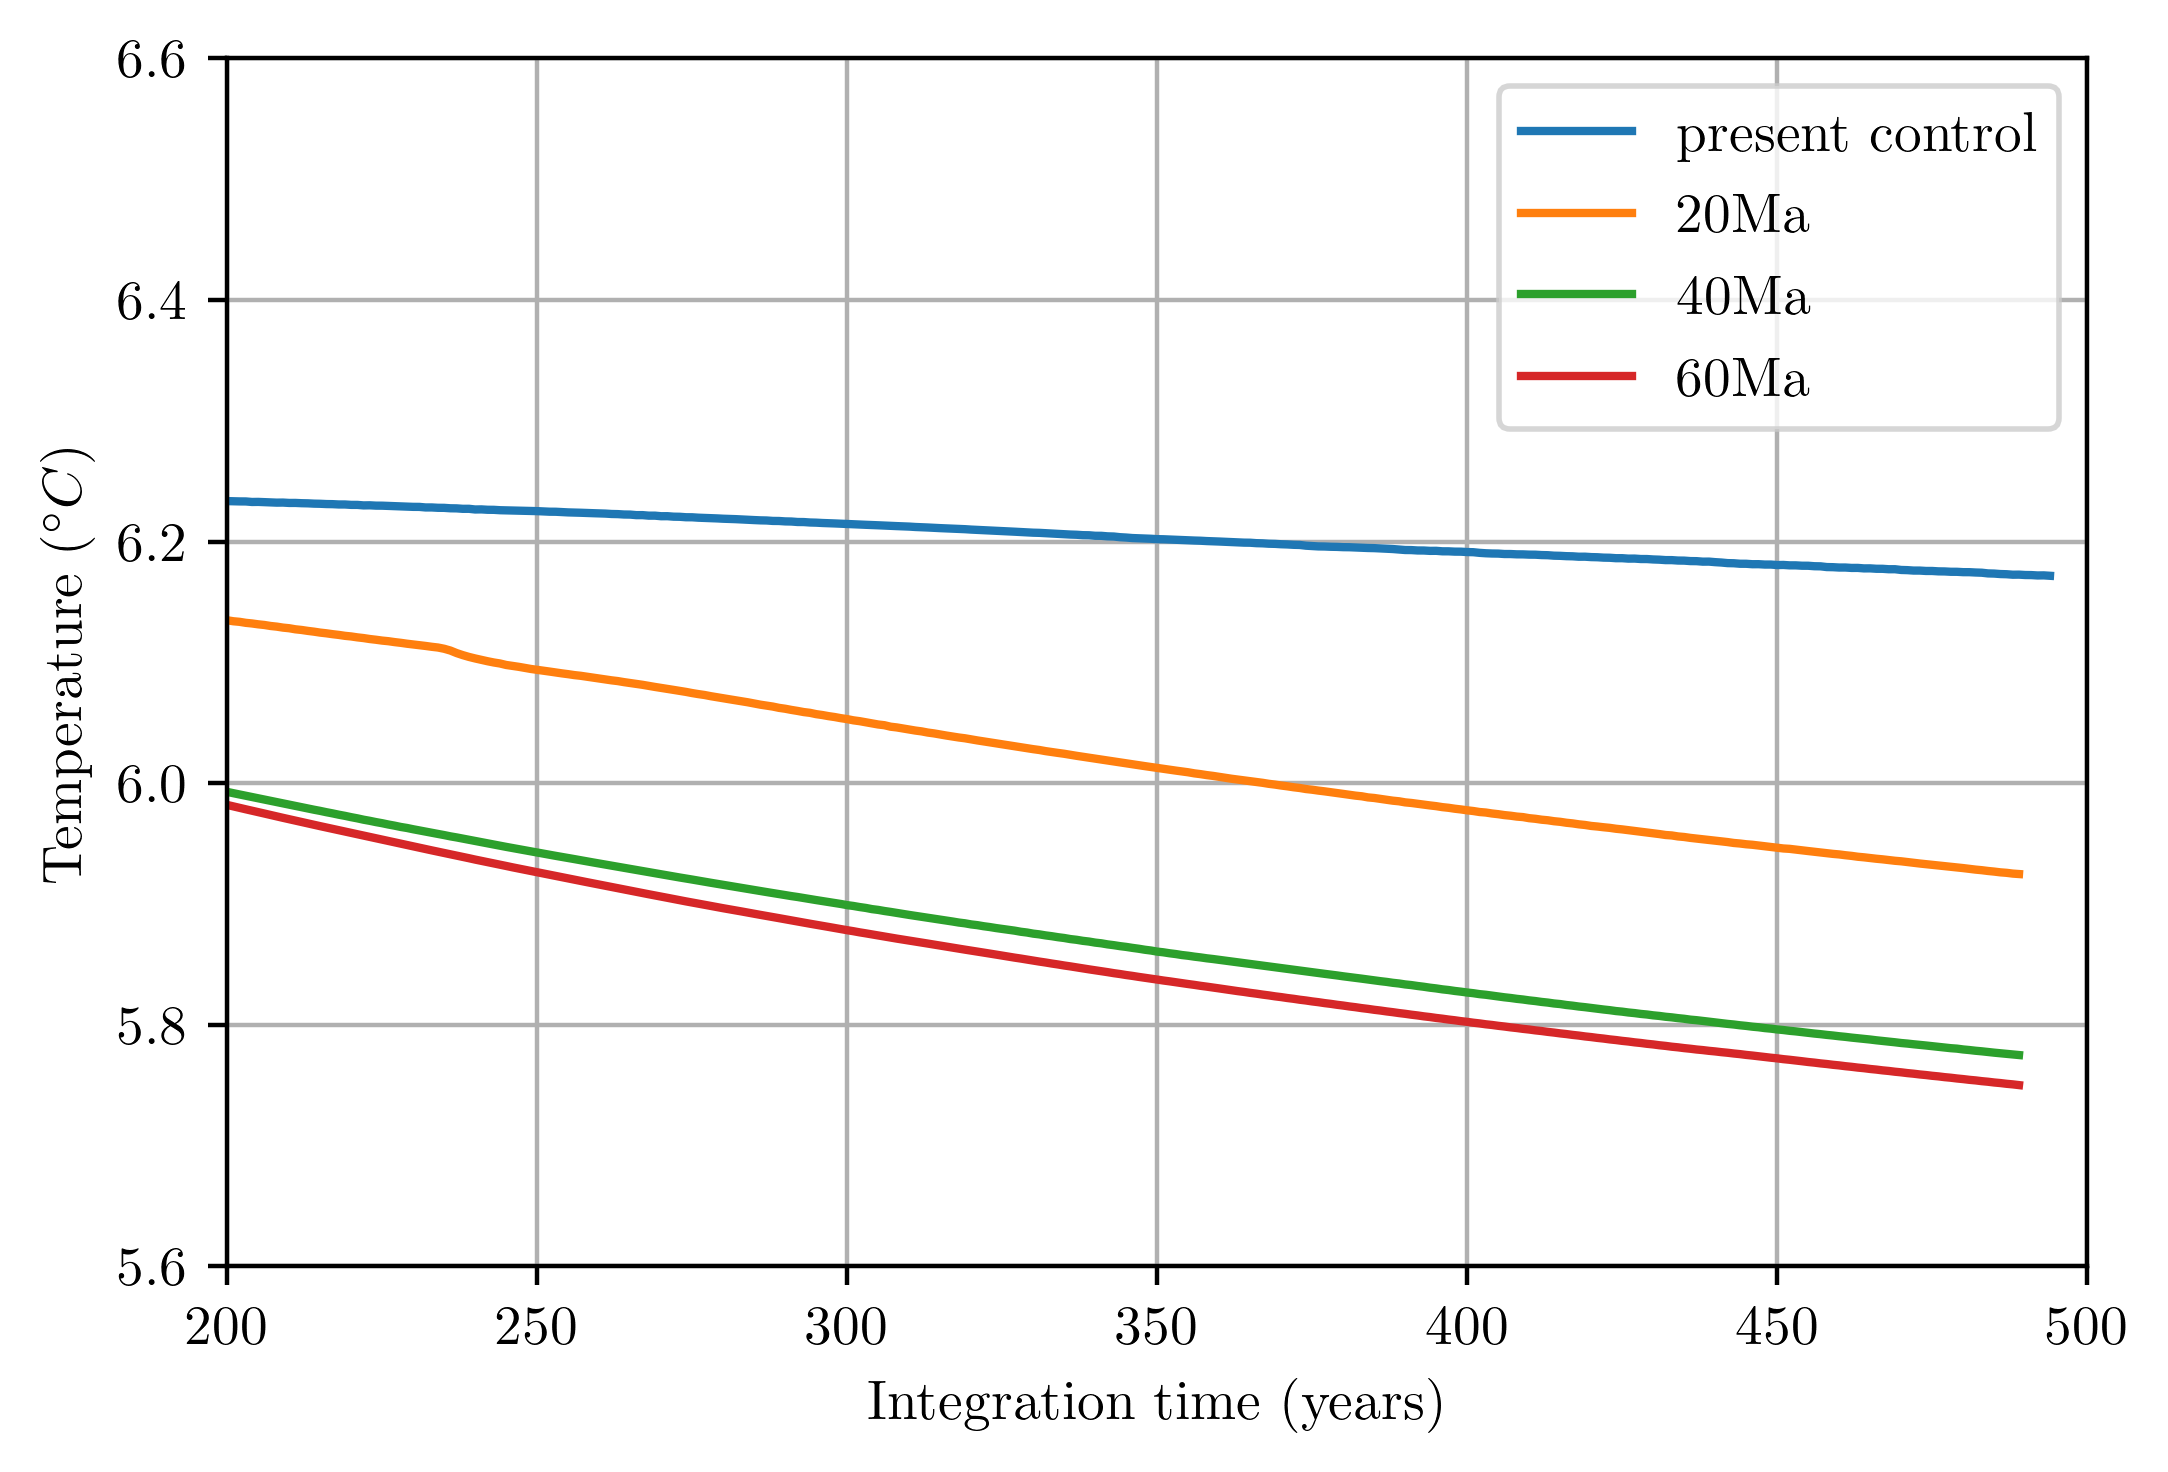 6.6
6.4
6.2
6.0
5.8
5.6
Temperature (°C)
present control
20Ma
40Ma
60Ma
200 250 300 350 400 450 500
Integration time (years)